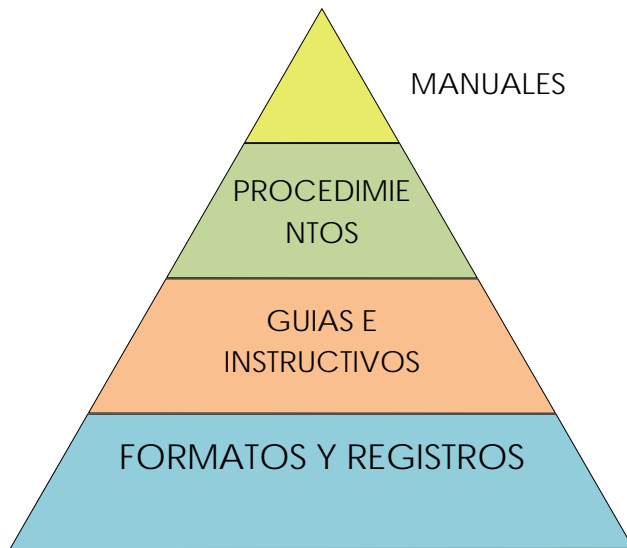 MANUALES
PROCEDIMIE
NTOS
GUIAS E
INSTRUCTIVOS
FORMATOS Y REGISTROS